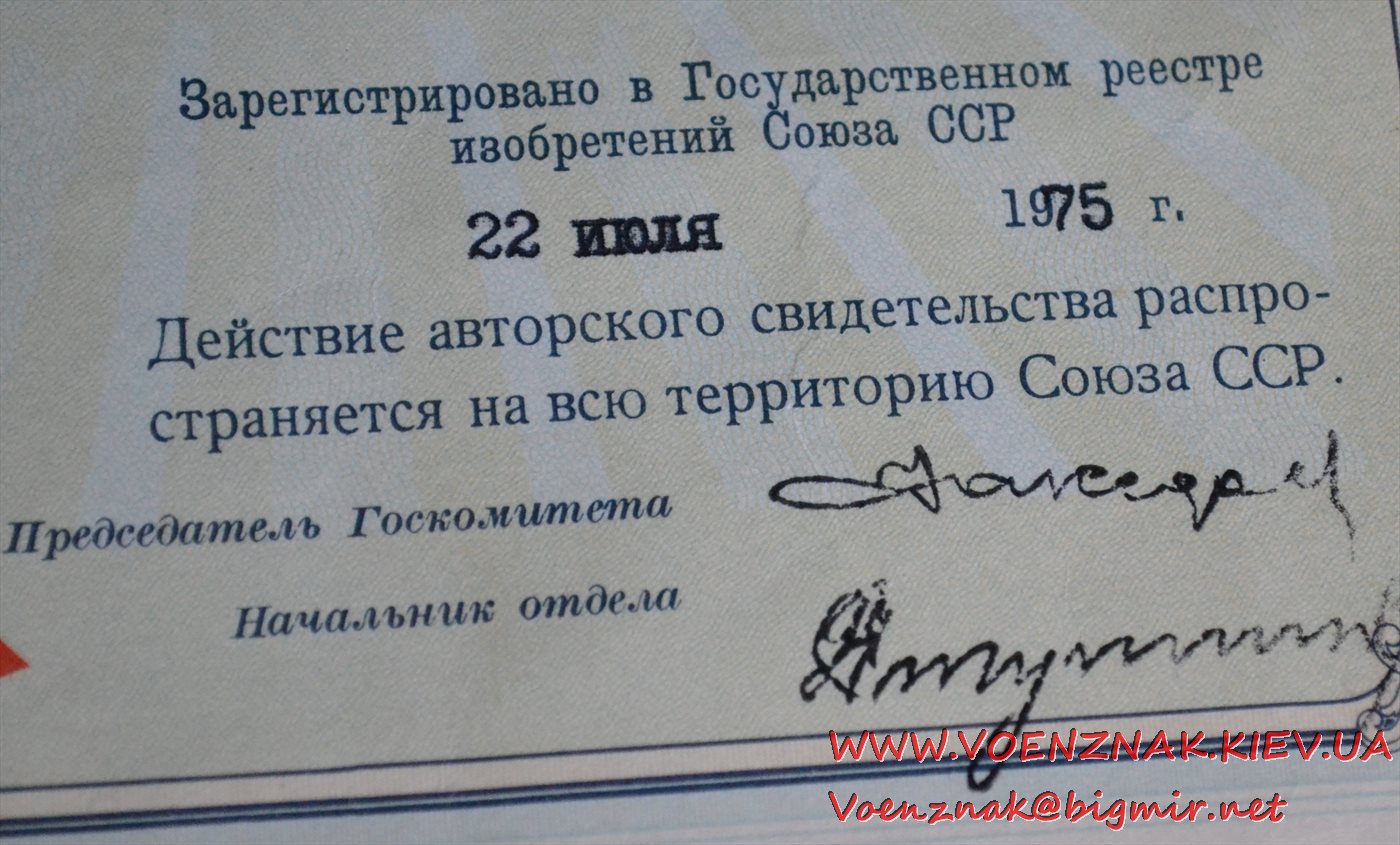 Зарегистрировано в Государственном реестре
изобретений Союза ССР
22 июля 1975 г.
Действие авторского свидетельства распро-
страняется на всю территорию Союза ССР.
Председатель Госкомитета
Начальник отдела
WWW.VOENZNAK.KIEV.UA
Voenznak@bigmir.net